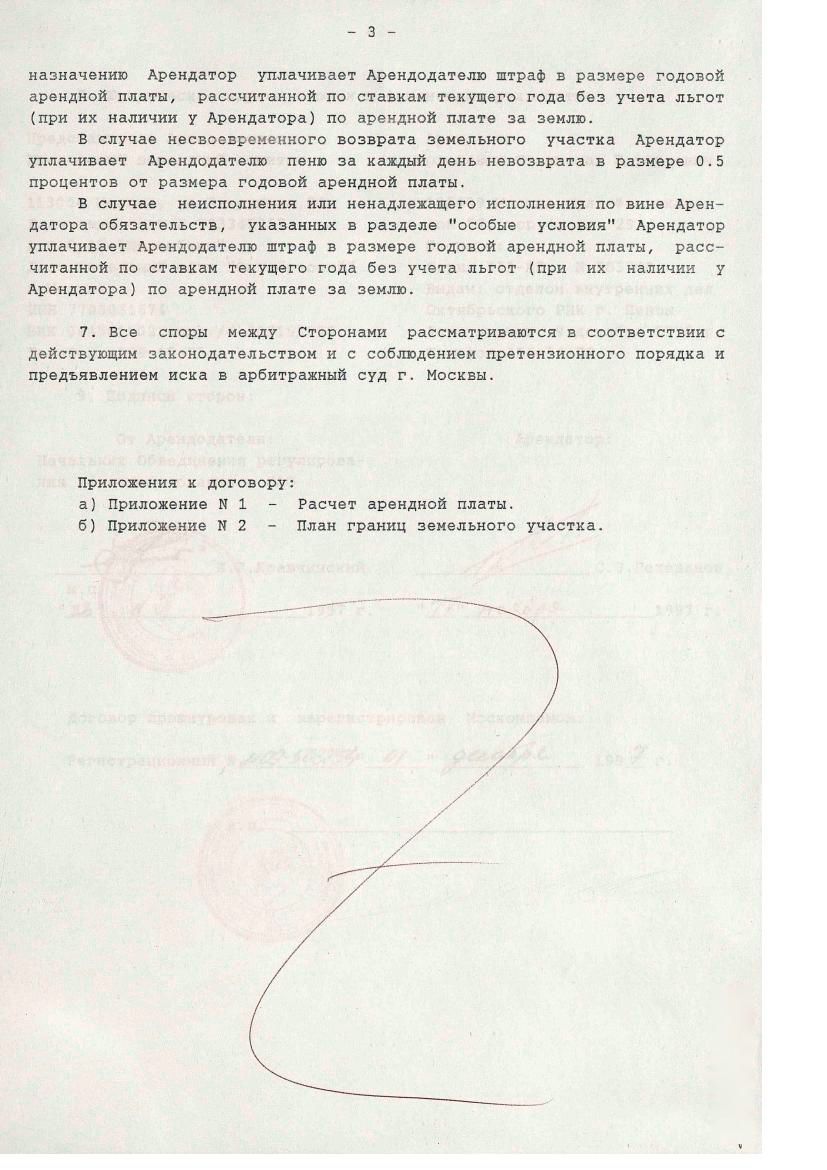 - 3 -
назначению Арендатор уплачивает Арендодателю штраф в размере годовой
арендной платы, рассчитанной по ставкам текущего года без учета льгот
(при их наличии у Арендатора) по арендной плате за землю.
В случае несвоевременного возврата земельного участка Арендатор
уплачивает Арендодателю пеню за каждый день невозврата в размере 0.5
процентов от размера годовой арендной платы.
В случае неисполнения или ненадлежащего исполнения по вине Арен-
датора обязательств, указанных в разделе "особые условия" Арендатор
уплачивает Арендодателю штраф в размере годовой арендной платы, расс-
читанной по ставкам текущего года без учета льгот (при их наличии у
Арендатора) по арендной плате за землю.
7. Все споры между Сторонами рассматриваются в соответствии с
действующим законодательством и с соблюдением претензионного порядка и
предъявлением иска в арбитражный суд г. Москвы.
Приложения к договору:
а) Приложение N 1 - Расчет арендной платы.
б) Приложение N 2 - План границ земельного участка.